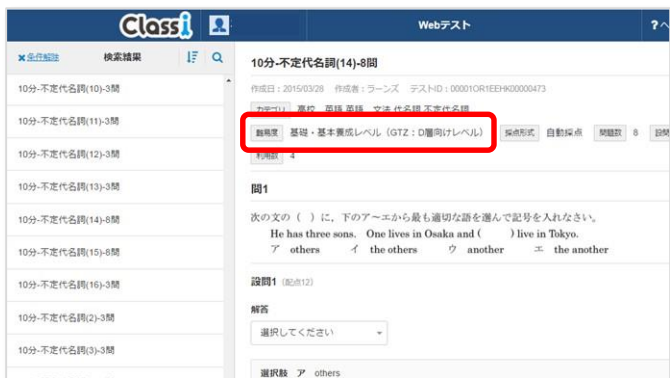 Classi
Webテスト
?へ
×条件解除 検索結果
10分-不定代名詞(10)-3問
10分-不定代名詞(11)-3問
10分-不定代名詞(12)-3問
10分-不定代名詞(13)-3問
10分-不定代名詞(14)-8問
10分-不定代名詞(15)-8問
10分-不定代名詞(16)-3問
10分-不定代名詞(2)-3問
10分-不定代名詞(3)-3問
10分-不定代名詞(14)-8問
作成日:2015/03/28 作成者:ラーンズ テストID:00001OR1EEHK00000473
カテゴリ 高校 英語 英語 文法 代名詞 不定代名詞
難易度 基礎・基本養成レベル(GTZ:D層向けレベル) 採点形式 自動採点 問題数 8 設問
利用数 4
問1
次の文の( )に,下のア~エから最も適切な語を選んで記号を入れなさい。
He has three sons. One lives in Osaka and ( ) live in Tokyo.
ア others イ the others ウ another エ the another
設問1 (配点12)
解答
選択してください
選択肢 ア others